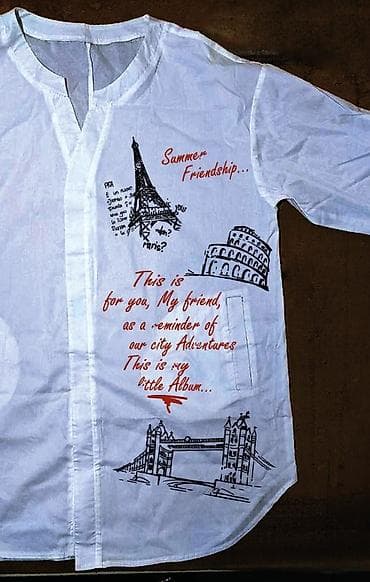 Summer
Friendship...
paris?
This is
for you, My friend,
as a reminder of
our city Adventures
This is my
little Album...